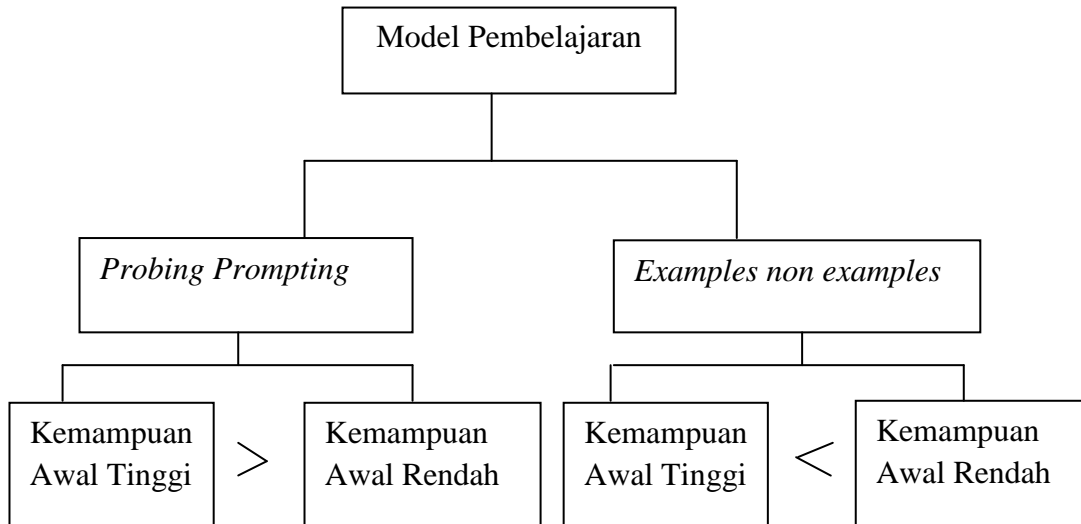 Model Pembelajaran
Probing Prompting
Examples non examples
Kemampuan
Awal Tinggi
>
Kemampuan
Awal Rendah
Kemampuan
Awal Tinggi
<
Kemampuan
Awal Rendah